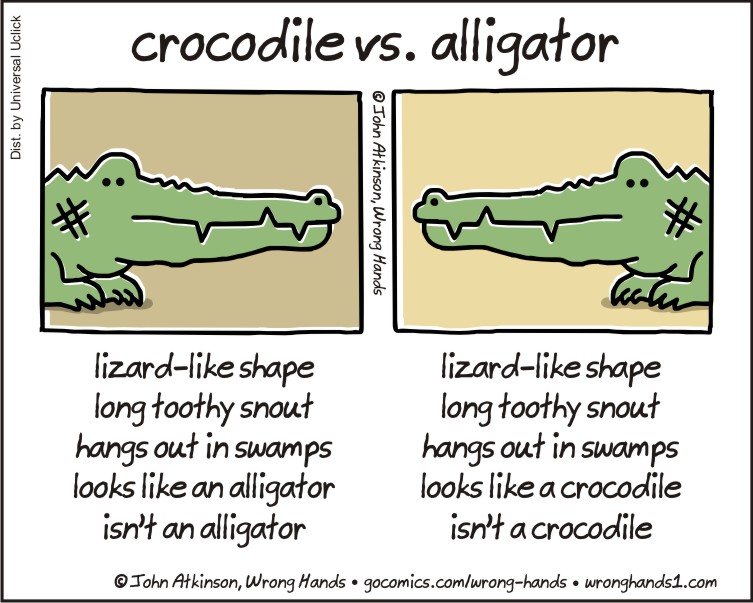 Dist. by Universal Uclick
crocodile vs. alligator
© John Atkinson, Wrong Hands
lizard-like shape
long toothy snout
hangs out in swamps
looks like an alligator
isn't an alligator
lizard-like shape
long toothy snout
hangs out in swamps
looks like a crocodile
isn't a crocodile
© John Atkinson, Wrong Hands • gocomics.com/wrong-hands • wronghands1.com